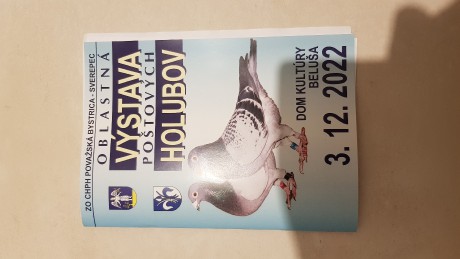 ZO CHPH POVAŽSKÁ BYSTRICA - SVEREPEC
OBLASTNÁ
VÝSTAVA
POŠTOVÝCH
HOLUBOV
DOM KULTÚRY
BELUŠA
3. 12. 2022